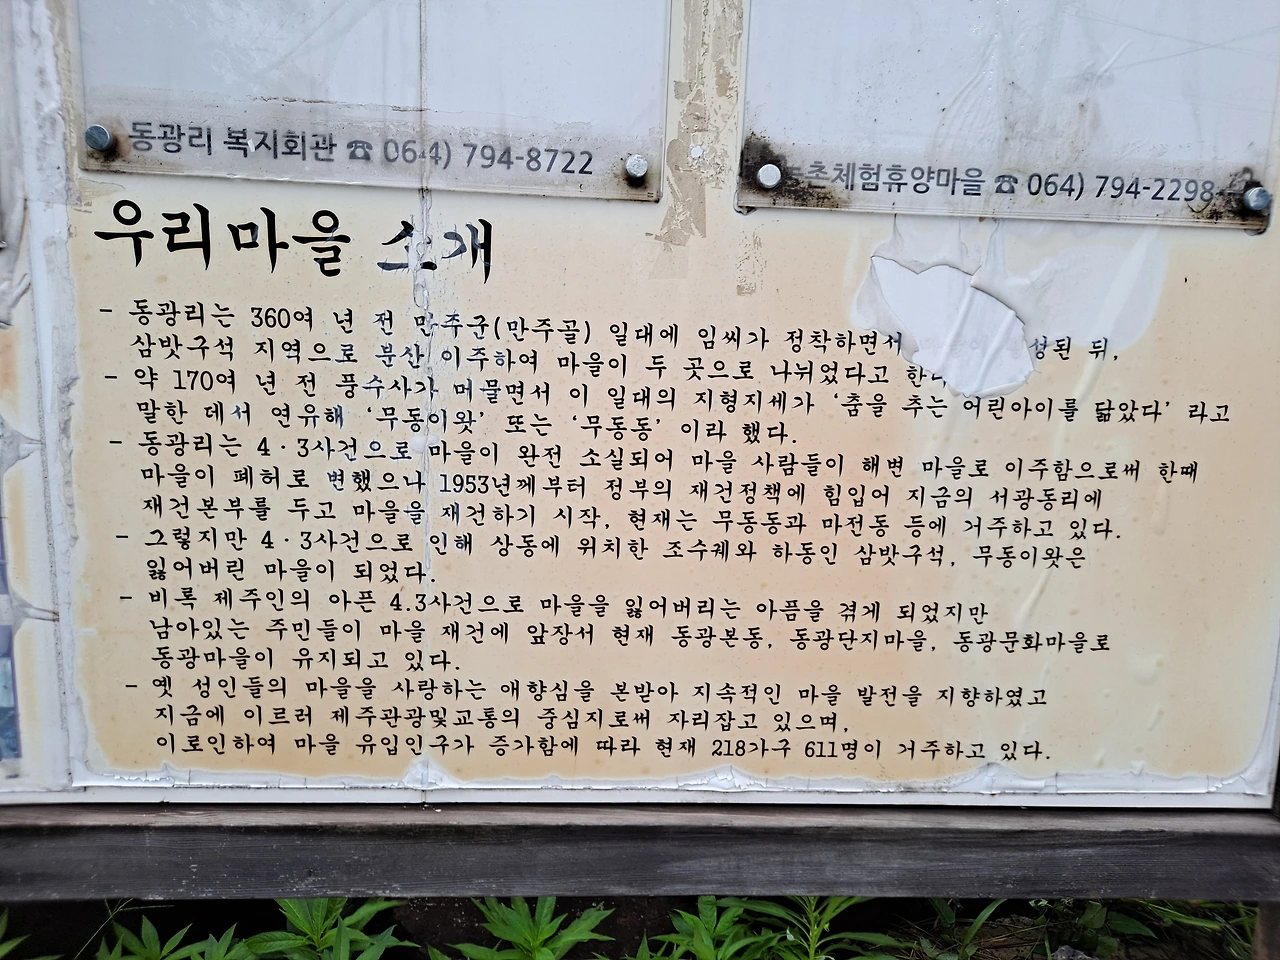 동광리 복지회관 ☎ 064) 794-8722
농촌체험휴양마을 ☎ 064) 794-2298
우리마을 소개
- 동광리는 360여 년 전 만주군(만주골) 일대에 임씨가 정착하면서 된 뒤,
삼밧구석 지역으로 분산 이주하여 마을이 두 곳으로 나뉘었다고
- 약 170여 년 전 풍수사가 머물면서 이 일대의 지형지세가 ‘춤을 추는 어린아이를 닮았다’ 라고
말한 데서 연유해 ‘무동이왓’ 또는 ‘무동동’ 이라 했다.
- 동광리는 4·3사건으로 마을이 완전 소실되어 마을 사람들이 해변 마을로 이주함으로써 한때
마을이 폐허로 변했으나 1953년께부터 정부의 재건정책에 힘입어 지금의 서광동리에
재건본부를 두고 마을을 재건하기 시작, 현재는 무동동과 마전동 등에 거주하고 있다.
- 그렇지만 4·3사건으로 인해 상동에 위치한 조수궤와 하동인 삼밧구석, 무동이왓은
잃어버린 마을이 되었다.
- 비록 제주인의 아픈 4.3사건으로 마을을 잃어버리는 아픔을 겪게 되었지만
남아있는 주민들이 마을 재건에 앞장서 현재 동광본동, 동광단지마을, 동광문화마을로
동광마을이 유지되고 있다.
- 옛 성인들의 마을을 사랑하는 애향심을 본받아 지속적인 마을 발전을 지향하였고
지금에 이르러 제주관광및교통의 중심지로써 자리잡고 있으며,
이로인하여 마을 유입인구가 증가함에 따라 현재 218가구 611명이 거주하고 있다.